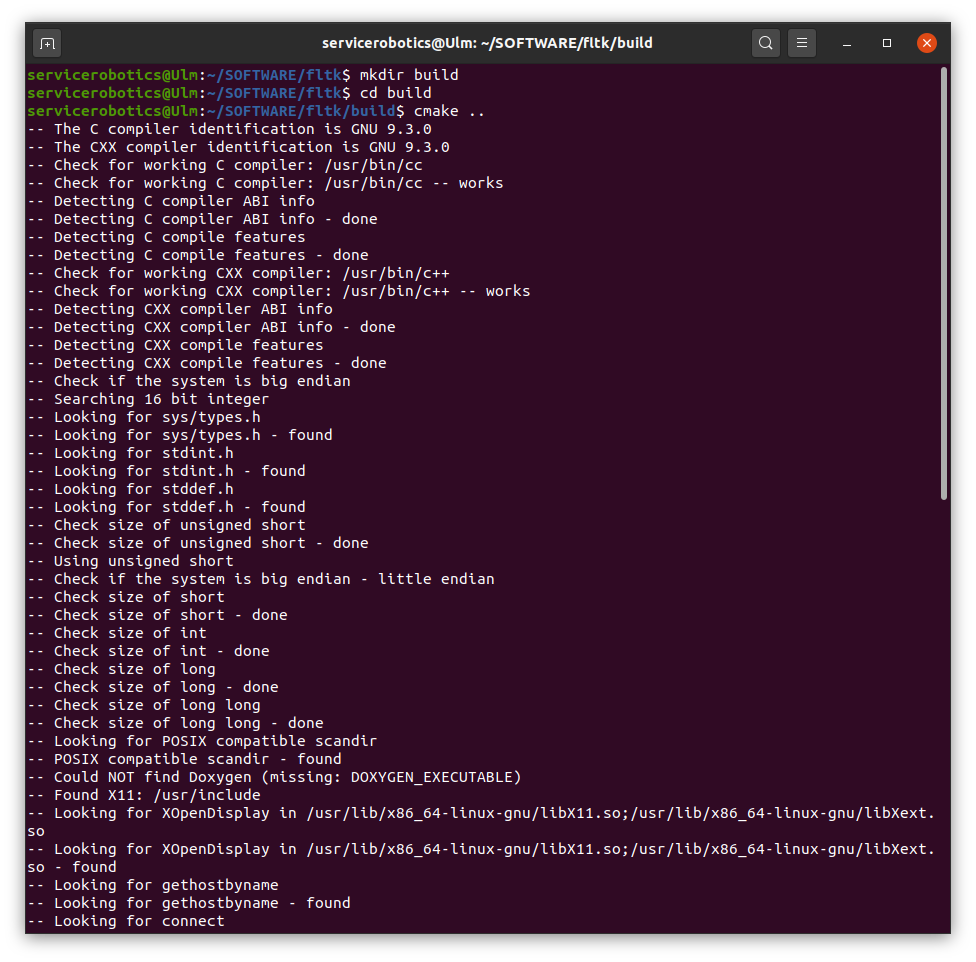 servicerobotics@Ulm: ~/SOFTWARE/fltk/build
servicerobotics@Ulm:~/SOFTWARE/fltk$ mkdir build
servicerobotics@Ulm:~/SOFTWARE/fltk$ cd build
servicerobotics@Ulm:~/SOFTWARE/fltk/build$ cmake ..
-- The C compiler identification is GNU 9.3.0
-- The CXX compiler identification is GNU 9.3.0
-- Check for working C compiler: /usr/bin/cc
-- Check for working C compiler: /usr/bin/cc -- works
-- Detecting C compiler ABI info
-- Detecting C compiler ABI info - done
-- Detecting C compile features
-- Detecting C compile features - done
-- Check for working CXX compiler: /usr/bin/c++
-- Check for working CXX compiler: /usr/bin/c++ -- works
-- Detecting CXX compiler ABI info
-- Detecting CXX compiler ABI info - done
-- Detecting CXX compile features
-- Detecting CXX compile features - done
-- Check if the system is big endian
-- Searching 16 bit integer
-- Looking for sys/types.h
-- Looking for sys/types.h - found
-- Looking for stdint.h
-- Looking for stdint.h - found
-- Looking for stddef.h
-- Looking for stddef.h - found
-- Check size of unsigned short
-- Check size of unsigned short - done
-- Using unsigned short
-- Check if the system is big endian - little endian
-- Check size of short
-- Check size of short - done
-- Check size of int
-- Check size of int - done
-- Check size of long
-- Check size of long - done
-- Check size of long long
-- Check size of long long - done
-- Looking for POSIX compatible scandir
-- POSIX compatible scandir - found
-- Could NOT find Doxygen (missing: DOXYGEN_EXECUTABLE)
-- Found X11: /usr/include
-- Looking for XOpenDisplay in /usr/lib/x86_64-linux-gnu/libX11.so;/usr/lib/x86_64-linux-gnu/libXext.
so
-- Looking for XOpenDisplay in /usr/lib/x86_64-linux-gnu/libX11.so;/usr/lib/x86_64-linux-gnu/libXext.
so - found
-- Looking for gethostbyname
-- Looking for gethostbyname - found
-- Looking for connect